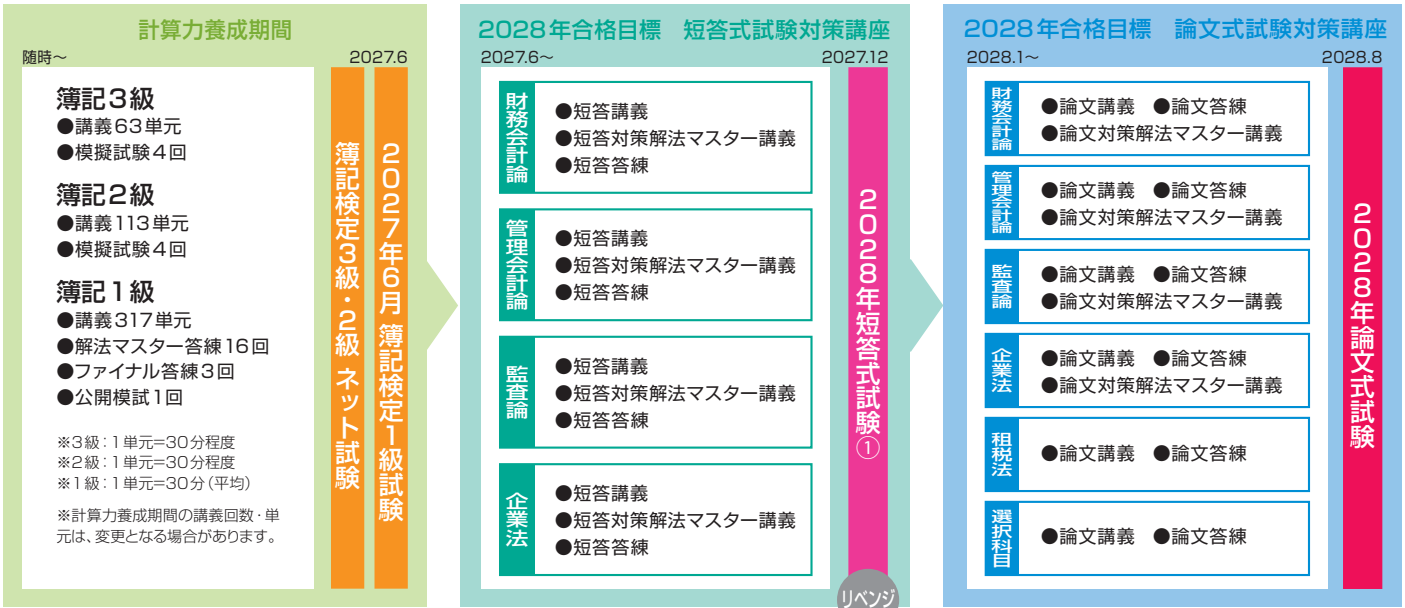 計算力養成期間
随時～
2027.6
簿記3級
●講義63単元
●模擬試験4回
簿記2級
●講義113単元
●模擬試験4回
簿記1級
●講義317単元
●解法マスター答練16回
●ファイナル答練3回
●公開模試1回
※3級：1単元=30分程度
※2級：1単元=30分程度
※1級：1単元=30分（平均）
※計算力養成期間の講義回数・単
元は、変更となる場合があります。
簿記検定3級・2級 ネット試験
2027年6月 簿記検定1級試験
2028年合格目標　短答式試験対策講座
2027.6～
2027.12
財務会計論
●短答講義
●短答対策解法マスター講義
●短答答練
管理会計論
●短答講義
●短答対策解法マスター講義
●短答答練
監査論
●短答講義
●短答対策解法マスター講義
●短答答練
企業法
●短答講義
●短答対策解法マスター講義
●短答答練
2028年短答式試験①
リベンジ
2028年合格目標　論文式試験対策講座
2028.1～
2028.8
財務会計論
●論文講義　●論文答練
●論文対策解法マスター講義
管理会計論
●論文講義　●論文答練
●論文対策解法マスター講義
監査論
●論文講義　●論文答練
●論文対策解法マスター講義
企業法
●論文講義　●論文答練
●論文対策解法マスター講義
租税法
●論文講義　●論文答練
選択科目
●論文講義　●論文答練
2028年論文式試験